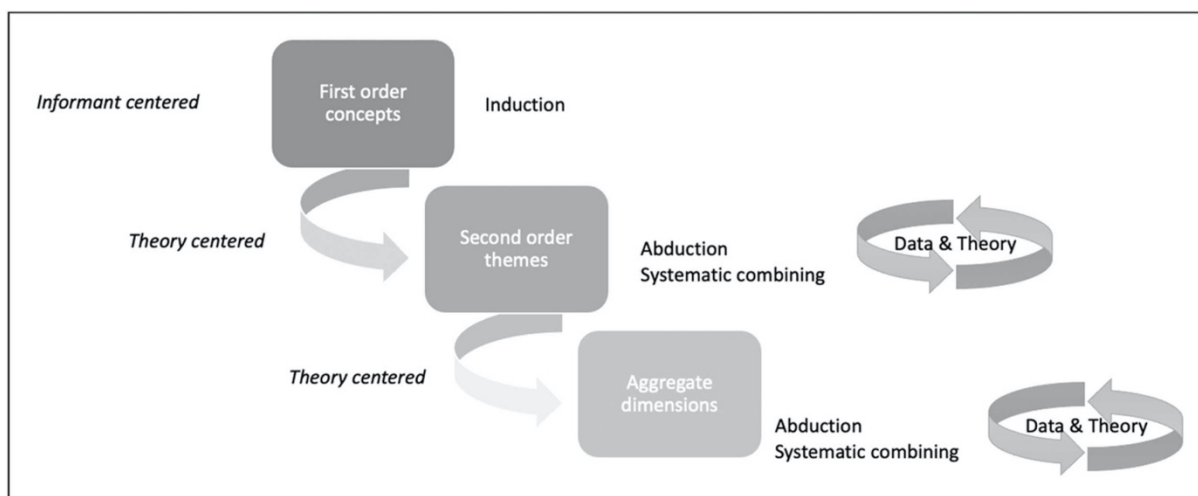 Informant centered
First order
concepts
Induction
Theory centered
Second order
themes
Abduction
Systematic combining
Data & Theory
Theory centered
Aggregate
dimensions
Abduction
Systematic combining
Data & Theory